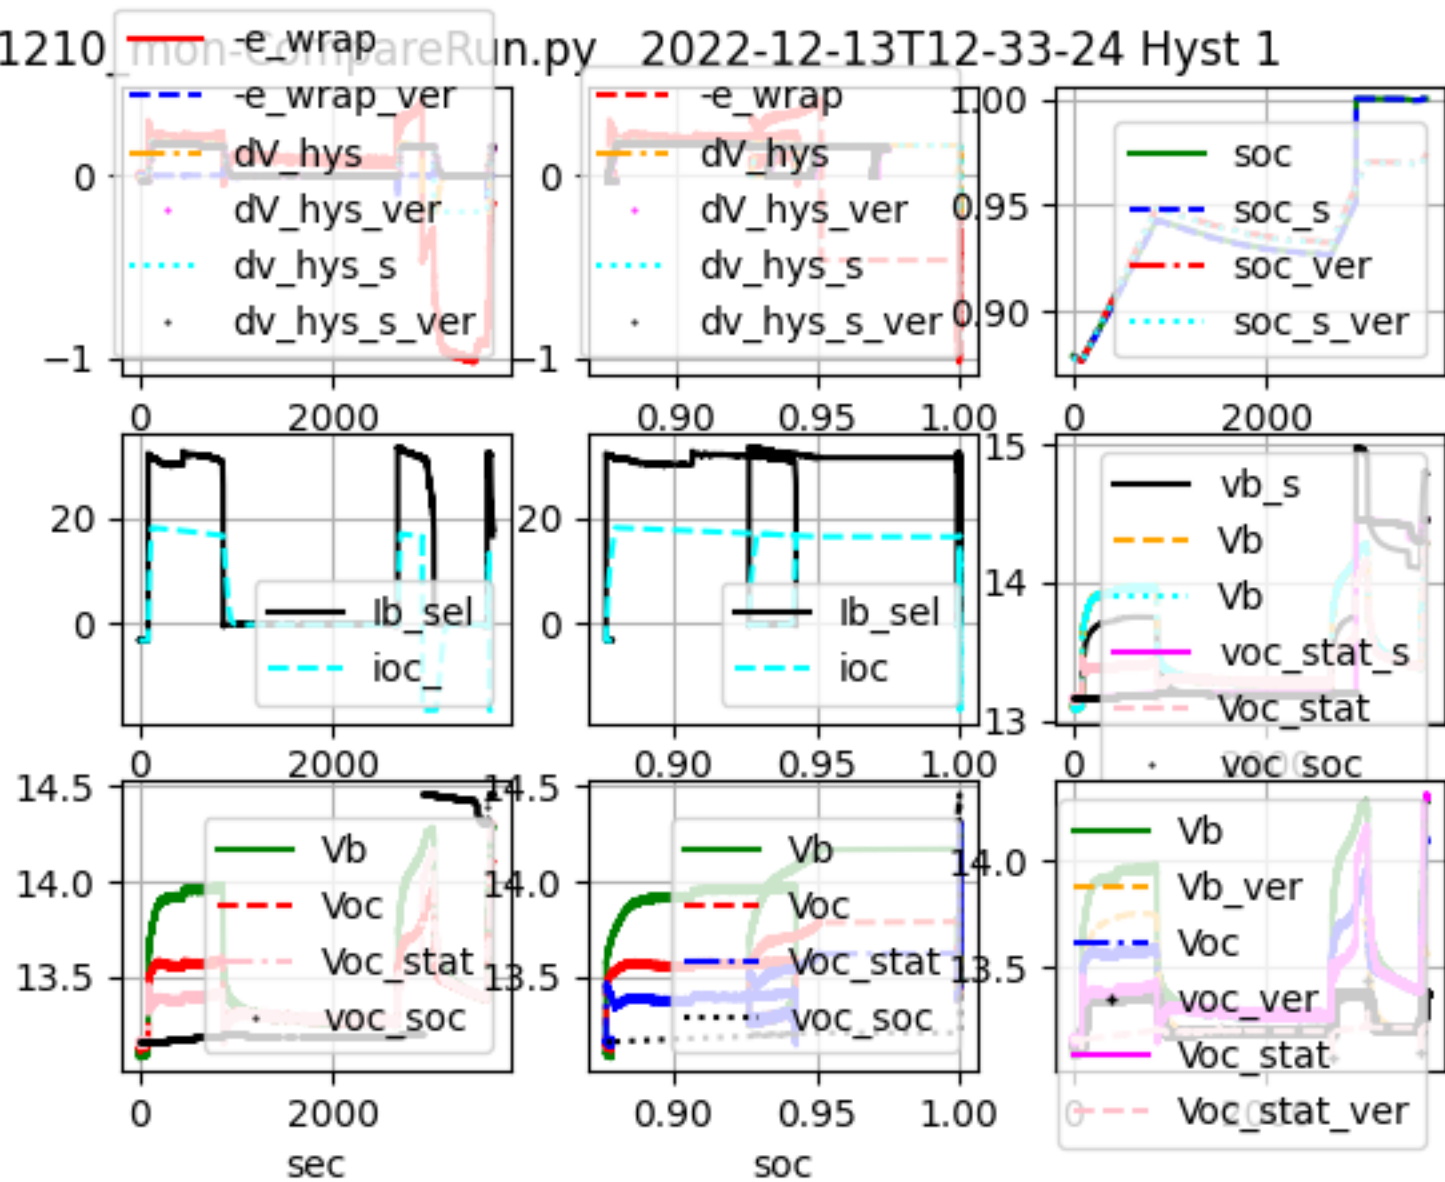 1210_mon-CompareRun.py 2022-12-13T12-33-24 Hyst 1
-e_wrap
-e_wrap_ver
dV_hys
dV_hys_ver
dv_hys_s
dv_hys_s_ver
0
-1
0
2000
-e_wrap
dV_hys
dV_hys_ver
dv_hys_s
dv_hys_s_ver
0
-1
0.90
0.95
1.00
1.00
0.95
0.90
soc
soc_s
soc_ver
soc_s_ver
0
2000
20
0
Ib_sel
ioc_
0
2000
20
0
Ib_sel
ioc
0.90
0.95
1.00
15
14
13
vb_s
Vb
Vb
voc_stat_s
Voc_stat
voc_soc
0
2000
14.5
14.0
13.5
Vb
Voc
Voc_stat
voc_soc
0
2000
sec
14.5
14.0
13.5
Vb
Voc
Voc_stat
voc_soc
0.90
0.95
1.00
soc
14.0
13.5
Vb
Vb_ver
Voc
voc_ver
Voc_stat
Voc_stat_ver
0
2000